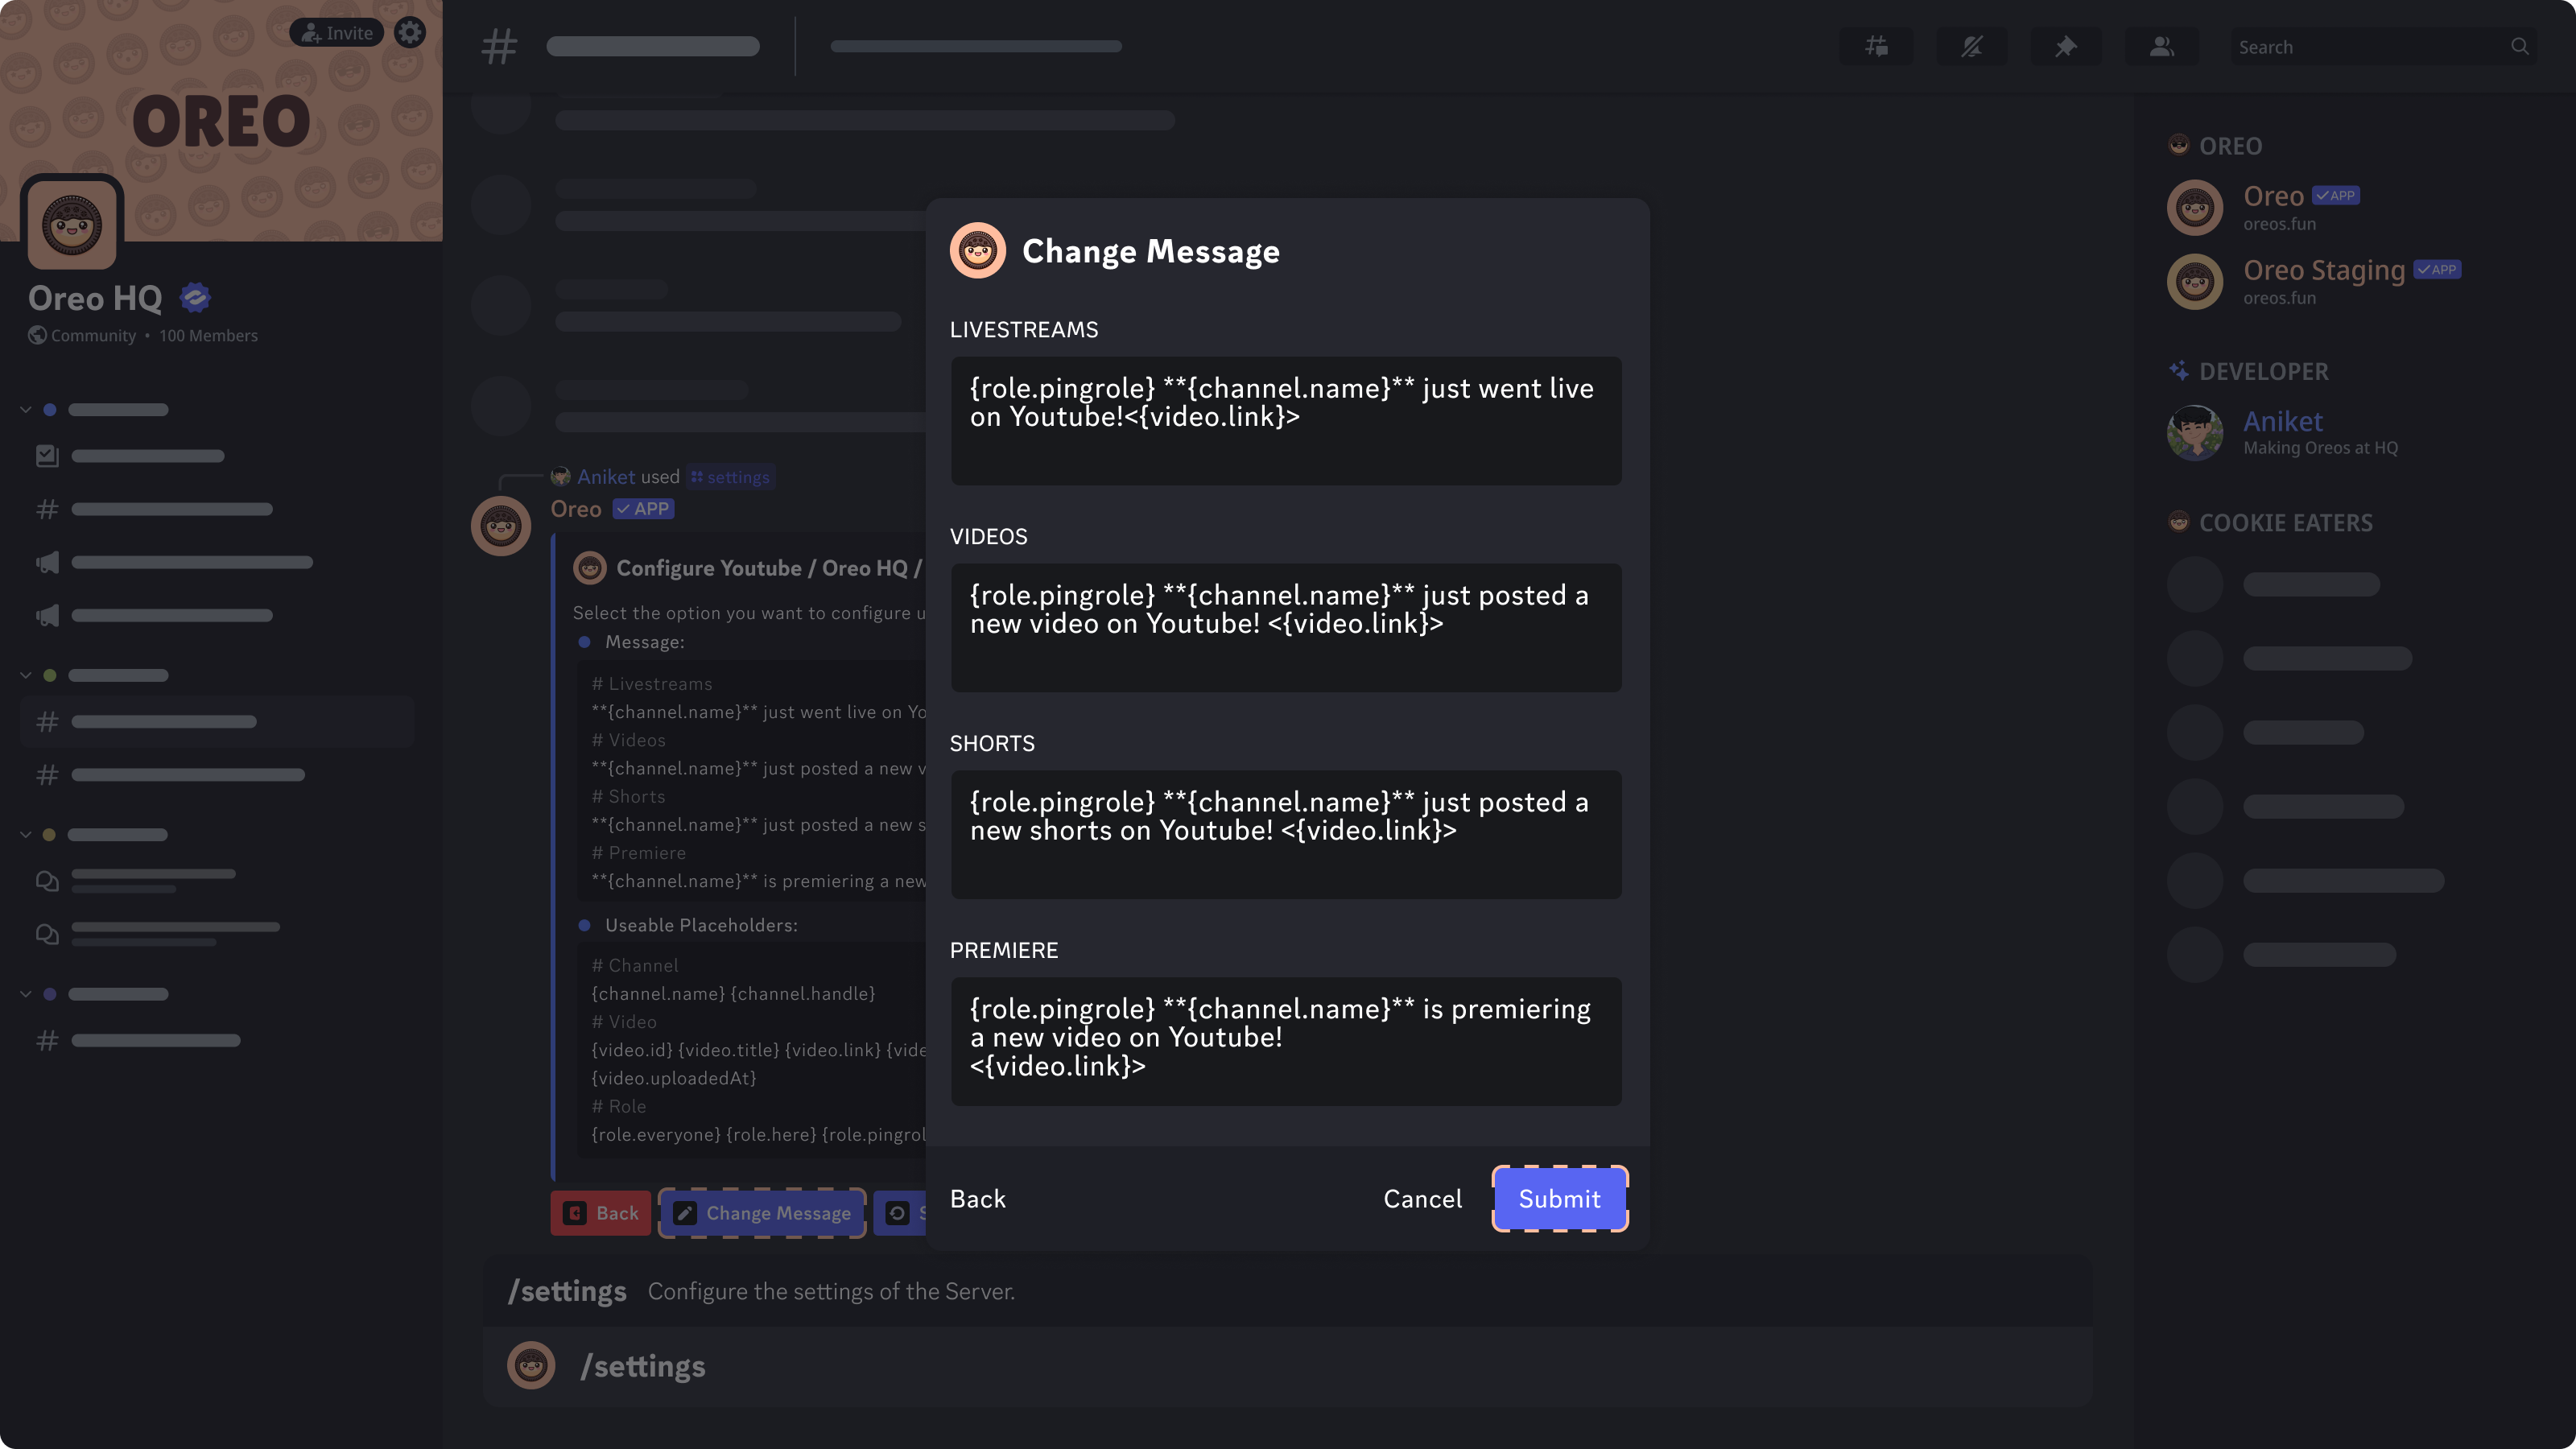 Invite
OREO
Oreo HQ
Community • 100 Members
Search
Aniket used settings
Oreo APP
Configure Youtube / Oreo HQ /
Select the option you want to configure
Message:
# Livestreams
**{channel.name}** just went live on
# Videos
**{channel.name}** just posted a new
# Shorts
**{channel.name}** just posted a new
# Premiere
**{channel.name}** is premiering a new
Useable Placeholders:
# Channel
{channel.name} {channel.handle}
# Video
{video.id} {video.title} {video.link}
{video.uploadedAt}
# Role
{role.everyone} {role.here} {role.pingrol
Back
Change Message
/settings Configure the settings of the Server.
/settings
Change Message
LIVESTREAMS
{role.pingrole} **{channel.name}** just went live
on Youtube!<{video.link}>
VIDEOS
{role.pingrole} **{channel.name}** just posted a
new video on Youtube! <{video.link}>
SHORTS
{role.pingrole} **{channel.name}** just posted a
new shorts on Youtube! <{video.link}>
PREMIERE
{role.pingrole} **{channel.name}** is premiering
a new video on Youtube!
<{video.link}>
Back
Cancel
Submit
OREO
Oreo APP
oreos.fun
Oreo Staging APP
oreos.fun
DEVELOPER
Aniket
Making Oreos at HQ
COOKIE EATERS